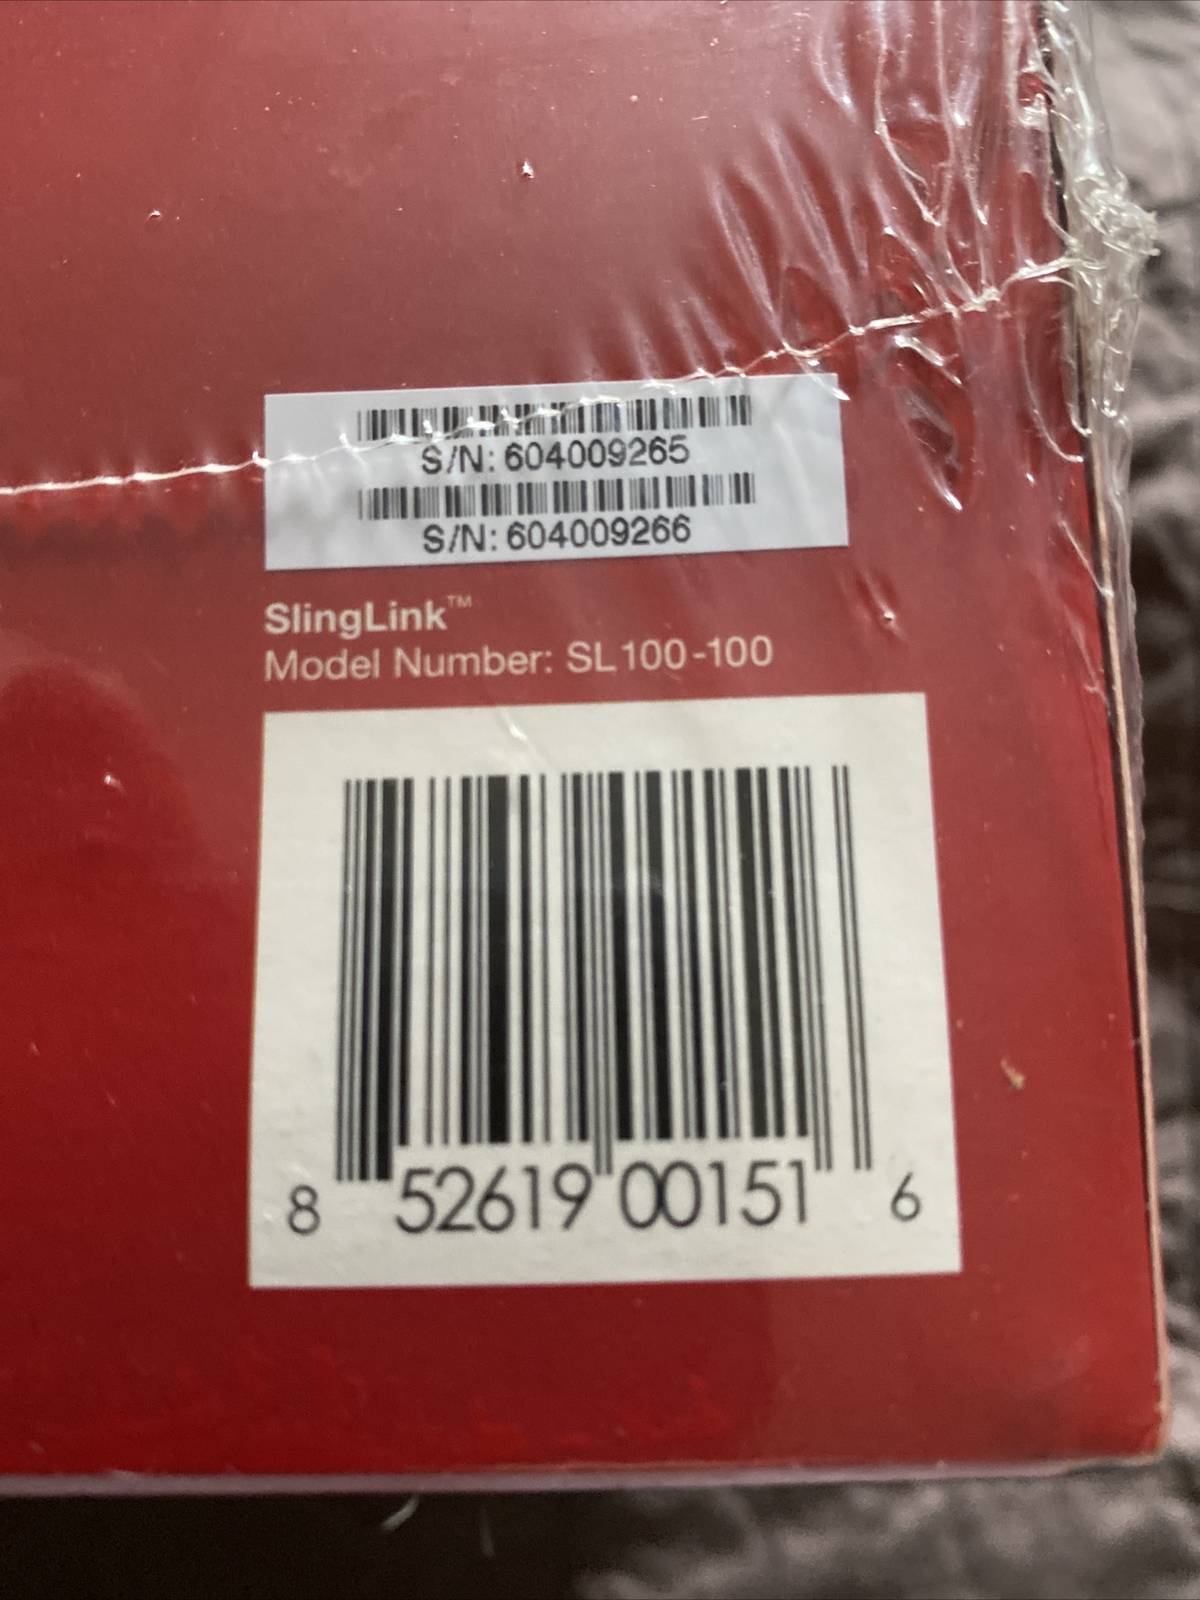 S/N: 604009265
S/N: 604009266
SlingLink™
Model Number: SL100-100
8 52619 00151 6